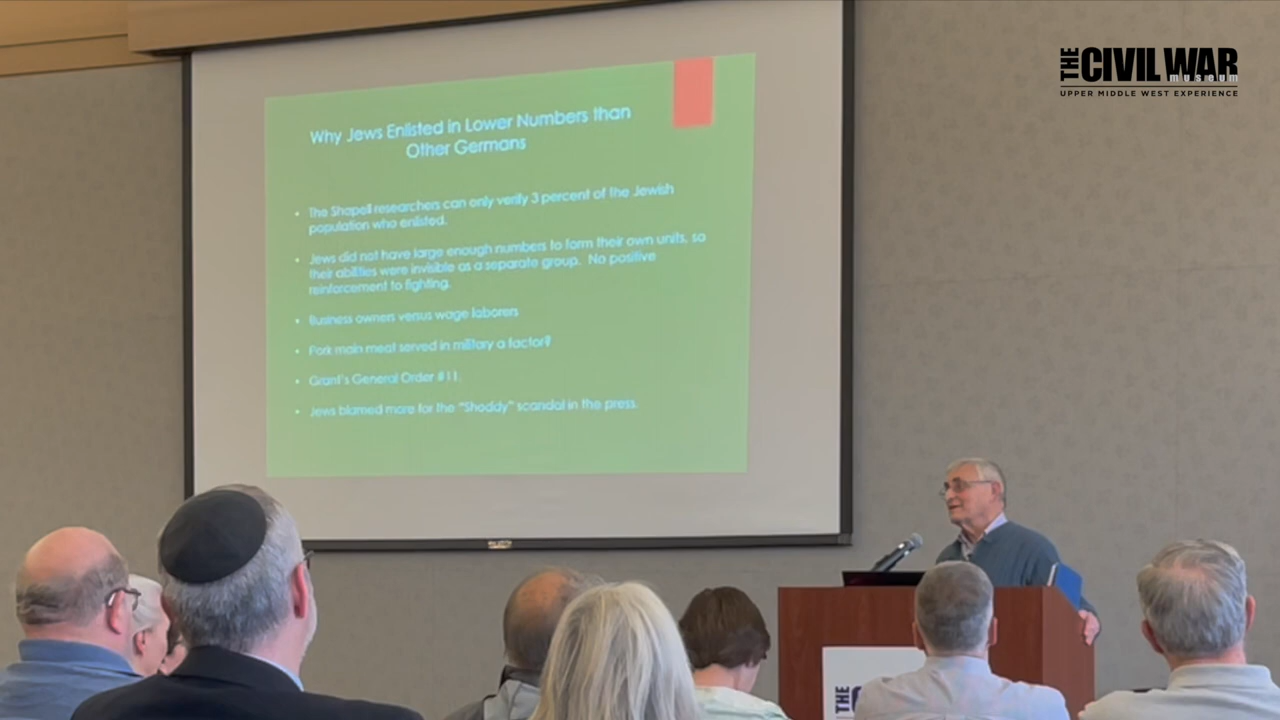 THE CIVIL WAR
museum
UPPER MIDDLE WEST EXPERIENCE
Why Jews Enlisted in Lower Numbers than
Other Germans
• The Shapell researchers can only verify 3 percent of the Jewish
population who enlisted.
• Jews did not have large enough numbers to form their own units, so
their abilities were invisible as a separate group. No positive
reinforcement to fighting.
• Business owners versus wage laborers
• Pork main meat served in military a factor?
• Grant's General Order #11.
• Jews blamed more for the "Shoddy" scandal in the press.
THE